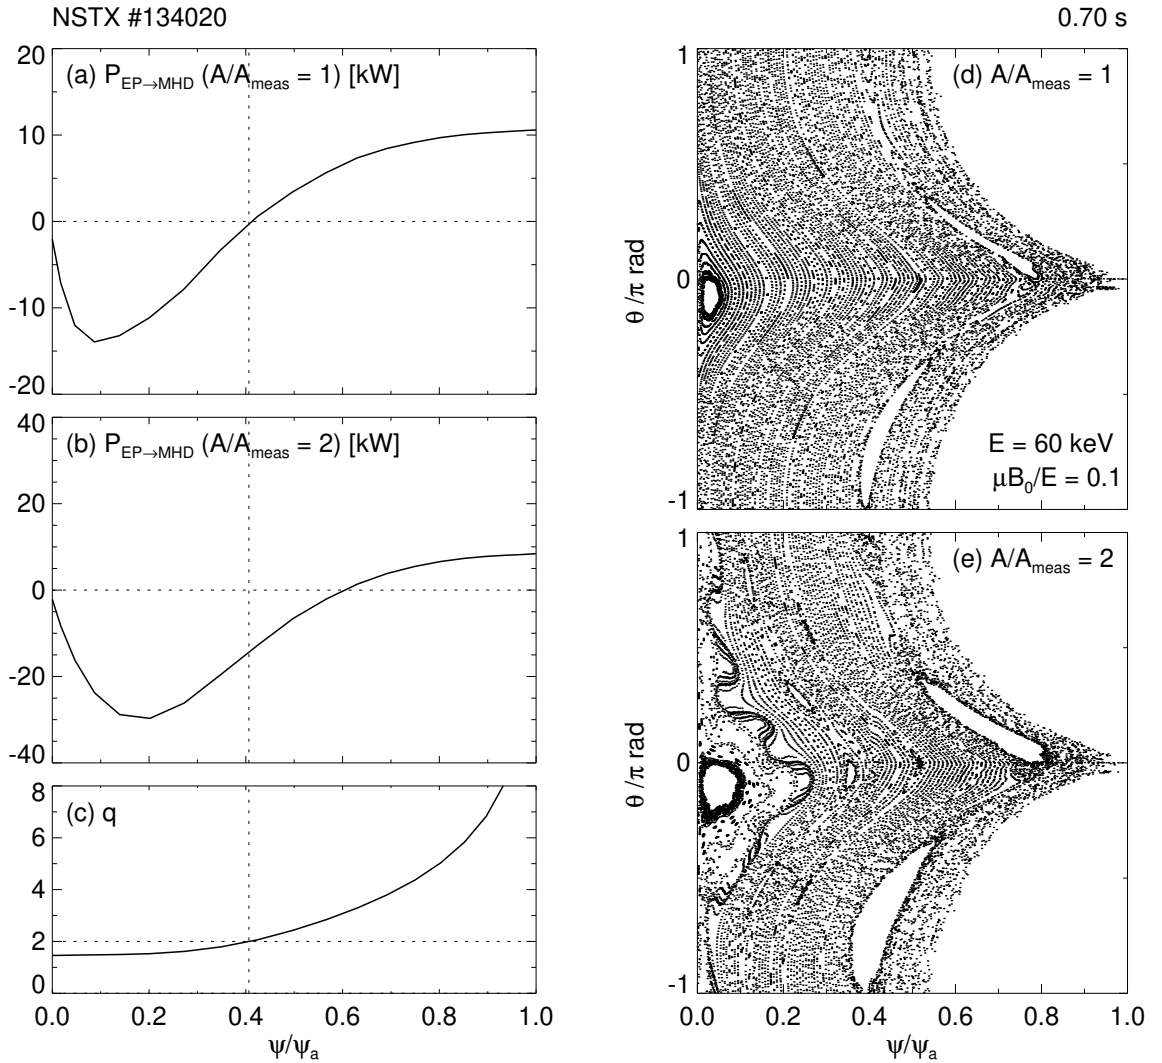 NSTX #134020
0.70 s
(a) P_EP→MHD (A/A_meas = 1) [kW]
20
10
0
-10
-20
(b) P_EP→MHD (A/A_meas = 2) [kW]
40
20
0
-20
-40
(c) q
8
6
4
2
0
0.0 0.2 0.4 0.6 0.8 1.0
ψ/ψ_a
(d) A/A_meas = 1
1
0
-1
θ/π rad
E = 60 keV
μB_0/E = 0.1
(e) A/A_meas = 2
1
0
-1
θ/π rad
0.0 0.2 0.4 0.6 0.8 1.0
ψ/ψ_a